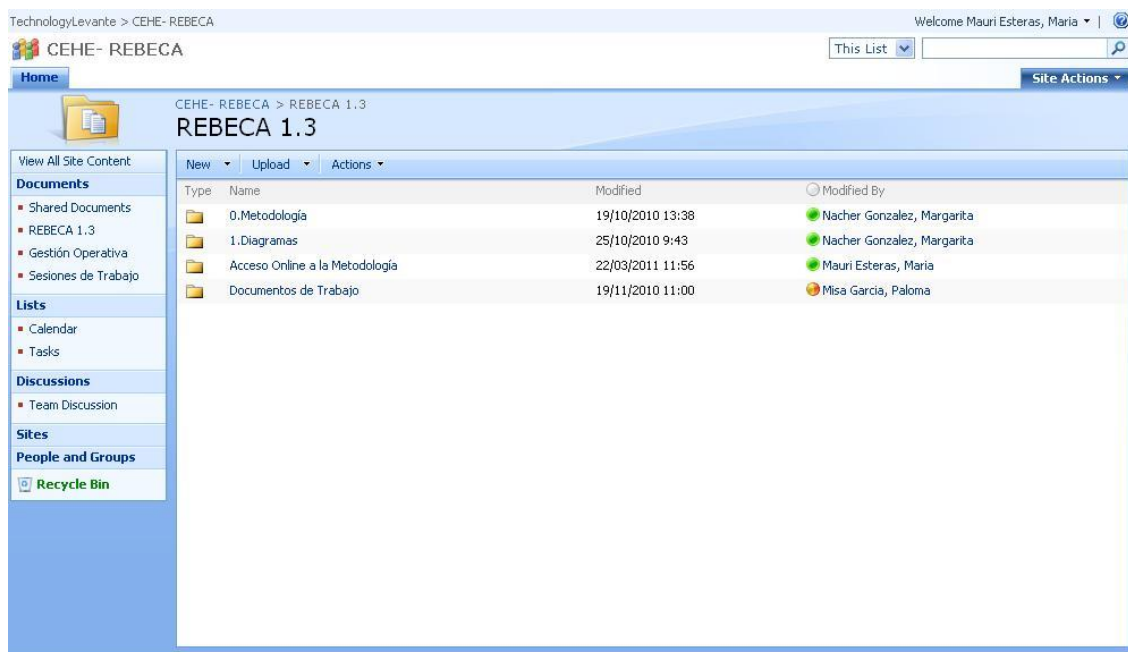 TechnologyLevante > CEHE- REBECA
Welcome Mauri Esteras, Maria
CEHE- REBECA
This List
Home
Site Actions
CEHE- REBECA > REBECA 1.3
REBECA 1.3
View All Site Content
Documents
Shared Documents
REBECA 1.3
Gestión Operativa
Sesiones de Trabajo
Lists
Calendar
Tasks
Discussions
Team Discussion
Sites
People and Groups
Recycle Bin
New Upload Actions
Type Name Modified Modified By
0.Metodología 19/10/2010 13:38 Nacher Gonzalez, Margarita
1.Diagramas 25/10/2010 9:43 Nacher Gonzalez, Margarita
Acceso Online a la Metodología 22/03/2011 11:56 Mauri Esteras, Maria
Documentos de Trabajo 19/11/2010 11:00 Misa Garcia, Paloma